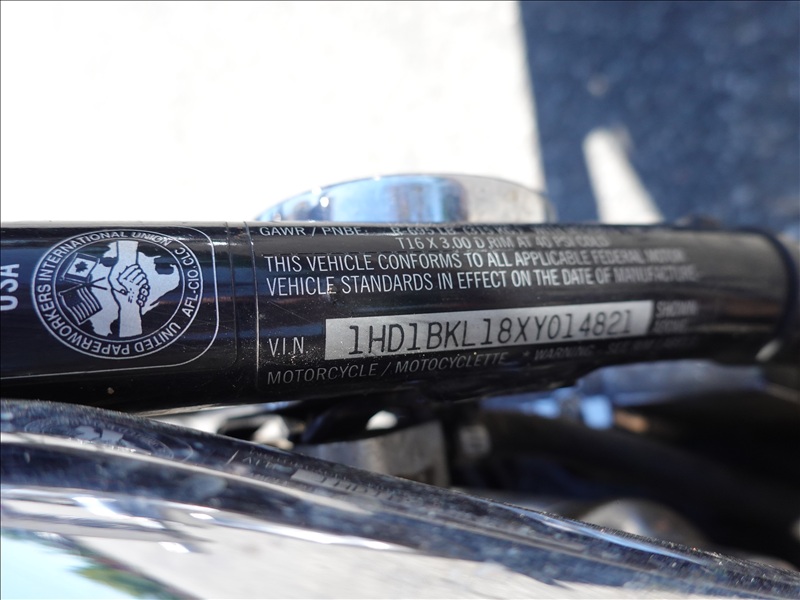 USA
UNITED PAPERWORKERS INTERNATIONAL UNION
AFL-CIO, CLC
GAWR / PNBE.
T16 X 3.00 D RIM AT 40 PSI COLD
THIS VEHICLE CONFORMS TO ALL APPLICABLE FEDERAL MOTOR
VEHICLE STANDARDS IN EFFECT ON THE DATE OF MANUFACTURE
SHOWN
V.I.N 1HD1BKL18XY014821
MOTORCYCLE / MOTOCYCLETTE * WARNING: